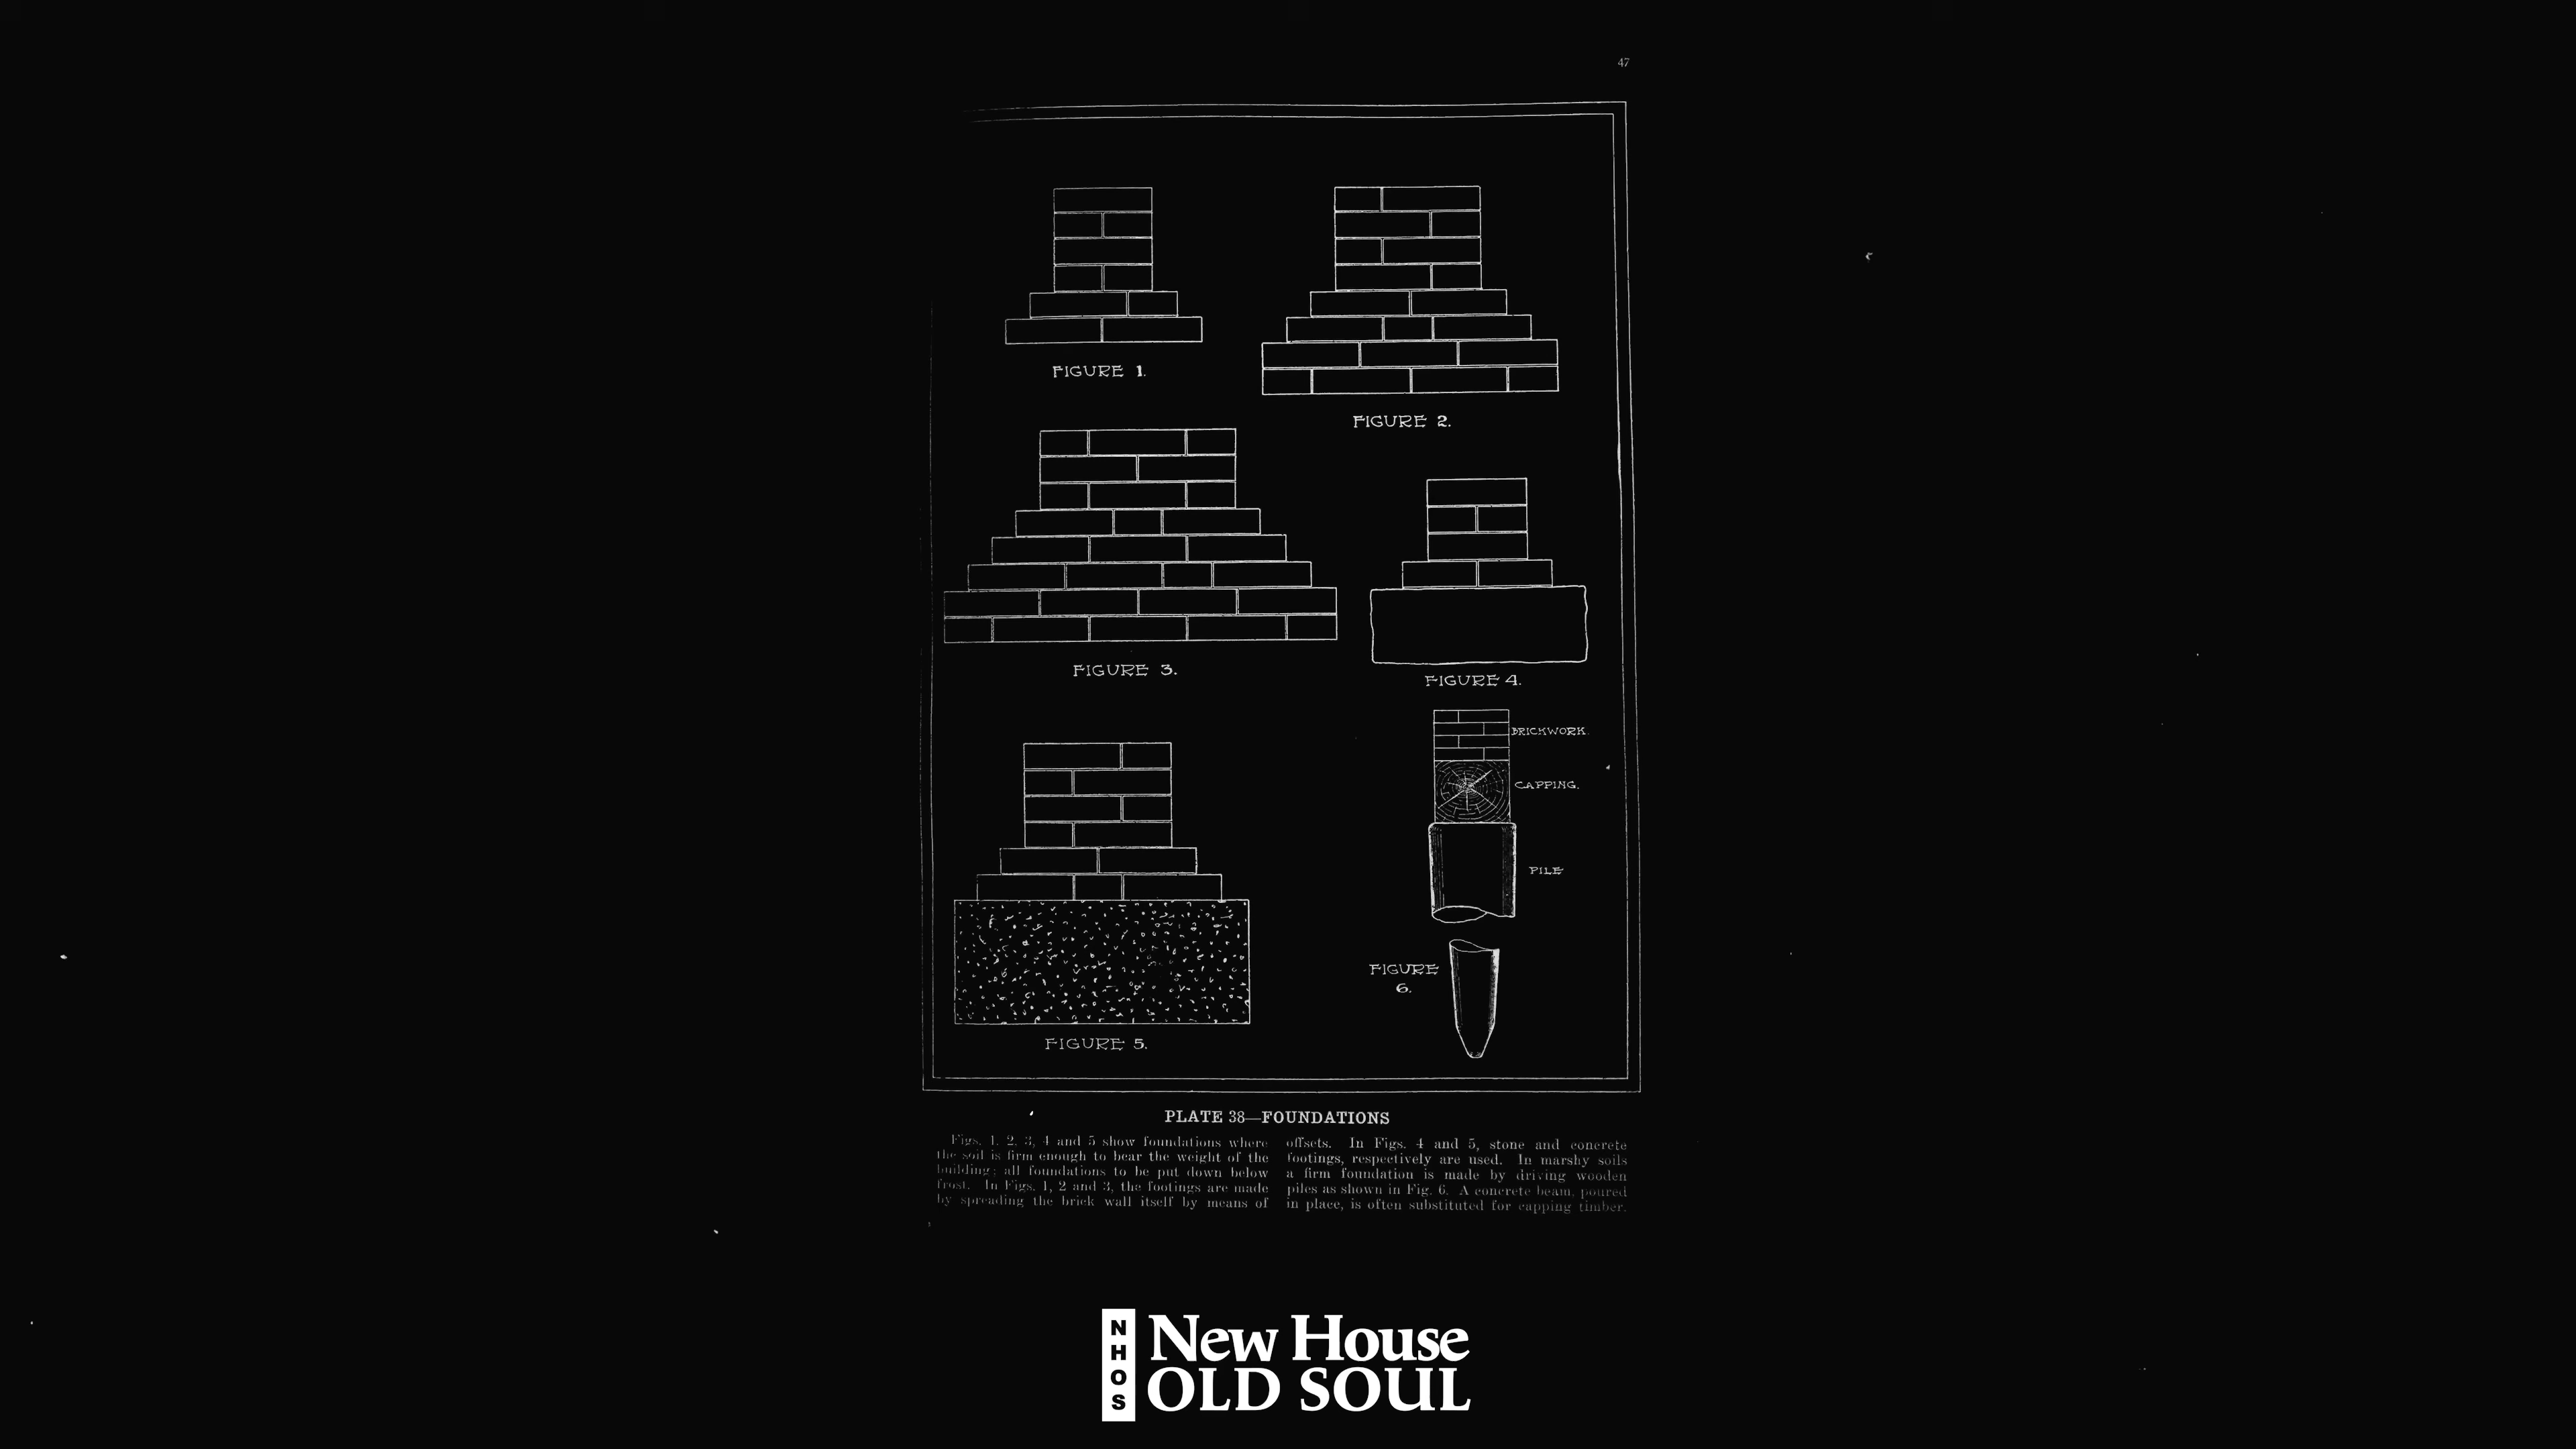 47
FIGURE 1.
FIGURE 2.
FIGURE 3.
FIGURE 4.
BRICKWORK.
CAPPING.
PILE
FIGURE
6.
FIGURE 5.
PLATE 38—FOUNDATIONS
Figs. 1, 2, 3, 4 and 5 show foundations where
the soil is firm enough to bear the weight of the
building; all foundations to be put down below
frost. In Figs. 1, 2 and 3, the footings are made
by spreading the brick wall itself by means of
offsets. In Figs. 4 and 5, stone and concrete
footings, respectively are used. In marshy soils
a firm foundation is made by driving wooden
piles as shown in Fig. 6. A concrete beam, poured
in place, is often substituted for capping timber.
NHOS
New House
OLD SOUL